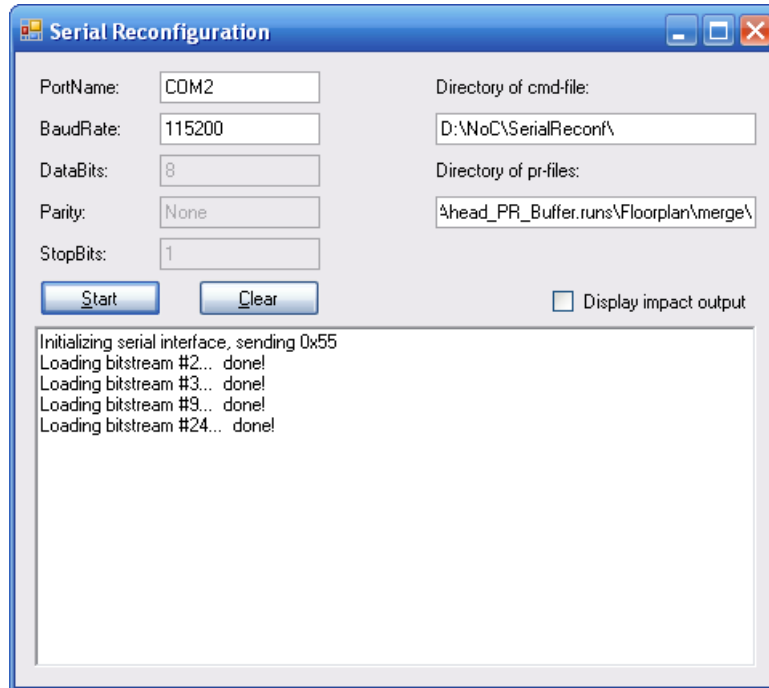 Serial Reconfiguration
PortName: COM2
BaudRate: 115200
DataBits: 8
Parity: None
StopBits: 1
Directory of cmd-file:
D:\NoC\SerialReconf\
Directory of pr-files:
Ahead_PR_Buffer.runs\Floorplan\merge\
Start Clear
Display impact output
Initializing serial interface, sending 0x55
Loading bitstream #2... done!
Loading bitstream #3... done!
Loading bitstream #9... done!
Loading bitstream #24... done!